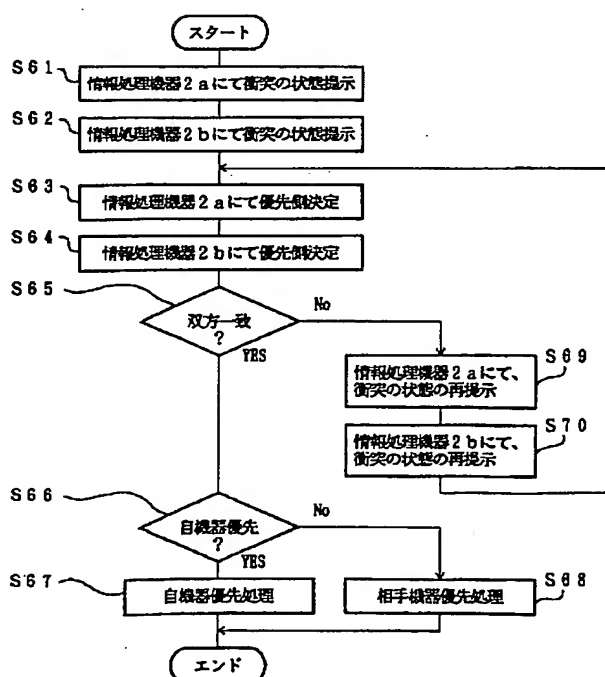 スタート
S61
情報処理機器2aにて衝突の状態提示
S62
情報処理機器2bにて衝突の状態提示
S63
情報処理機器2aにて優先側決定
S64
情報処理機器2bにて優先側決定
S65
双方一致
?
No
YES
S69
情報処理機器2aにて、
衝突の状態の再提示
S70
情報処理機器2bにて、
衝突の状態の再提示
S66
自機器優先
?
No
YES
S67
自機器優先処理
S68
相手機器優先処理
エンド